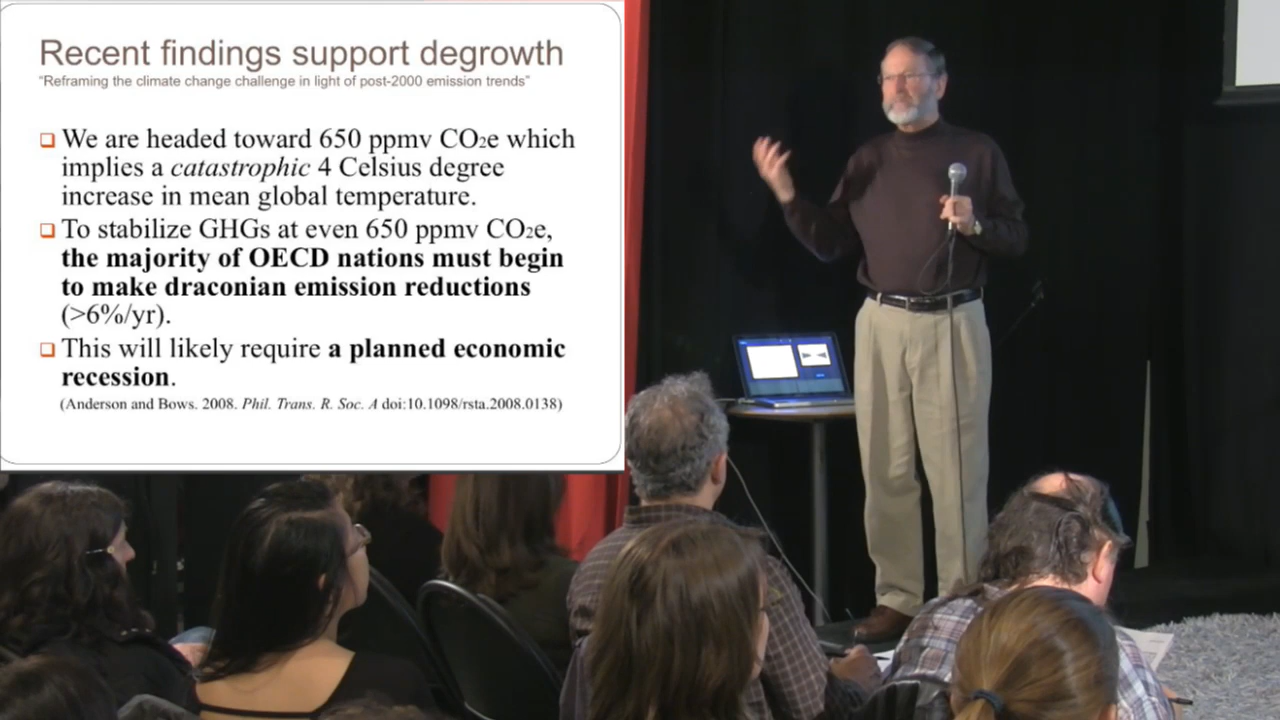 Recent findings support degrowth
"Reframing the climate change challenge in light of post-2000 emission trends"
❑ We are headed toward 650 ppmv CO2e which
implies a catastrophic 4 Celsius degree
increase in mean global temperature.
❑ To stabilize GHGs at even 650 ppmv CO2e,
the majority of OECD nations must begin
to make draconian emission reductions
(>6%/yr).
❑ This will likely require a planned economic
recession.
(Anderson and Bows. 2008. Phil. Trans. R. Soc. A doi:10.1098/rsta.2008.0138)